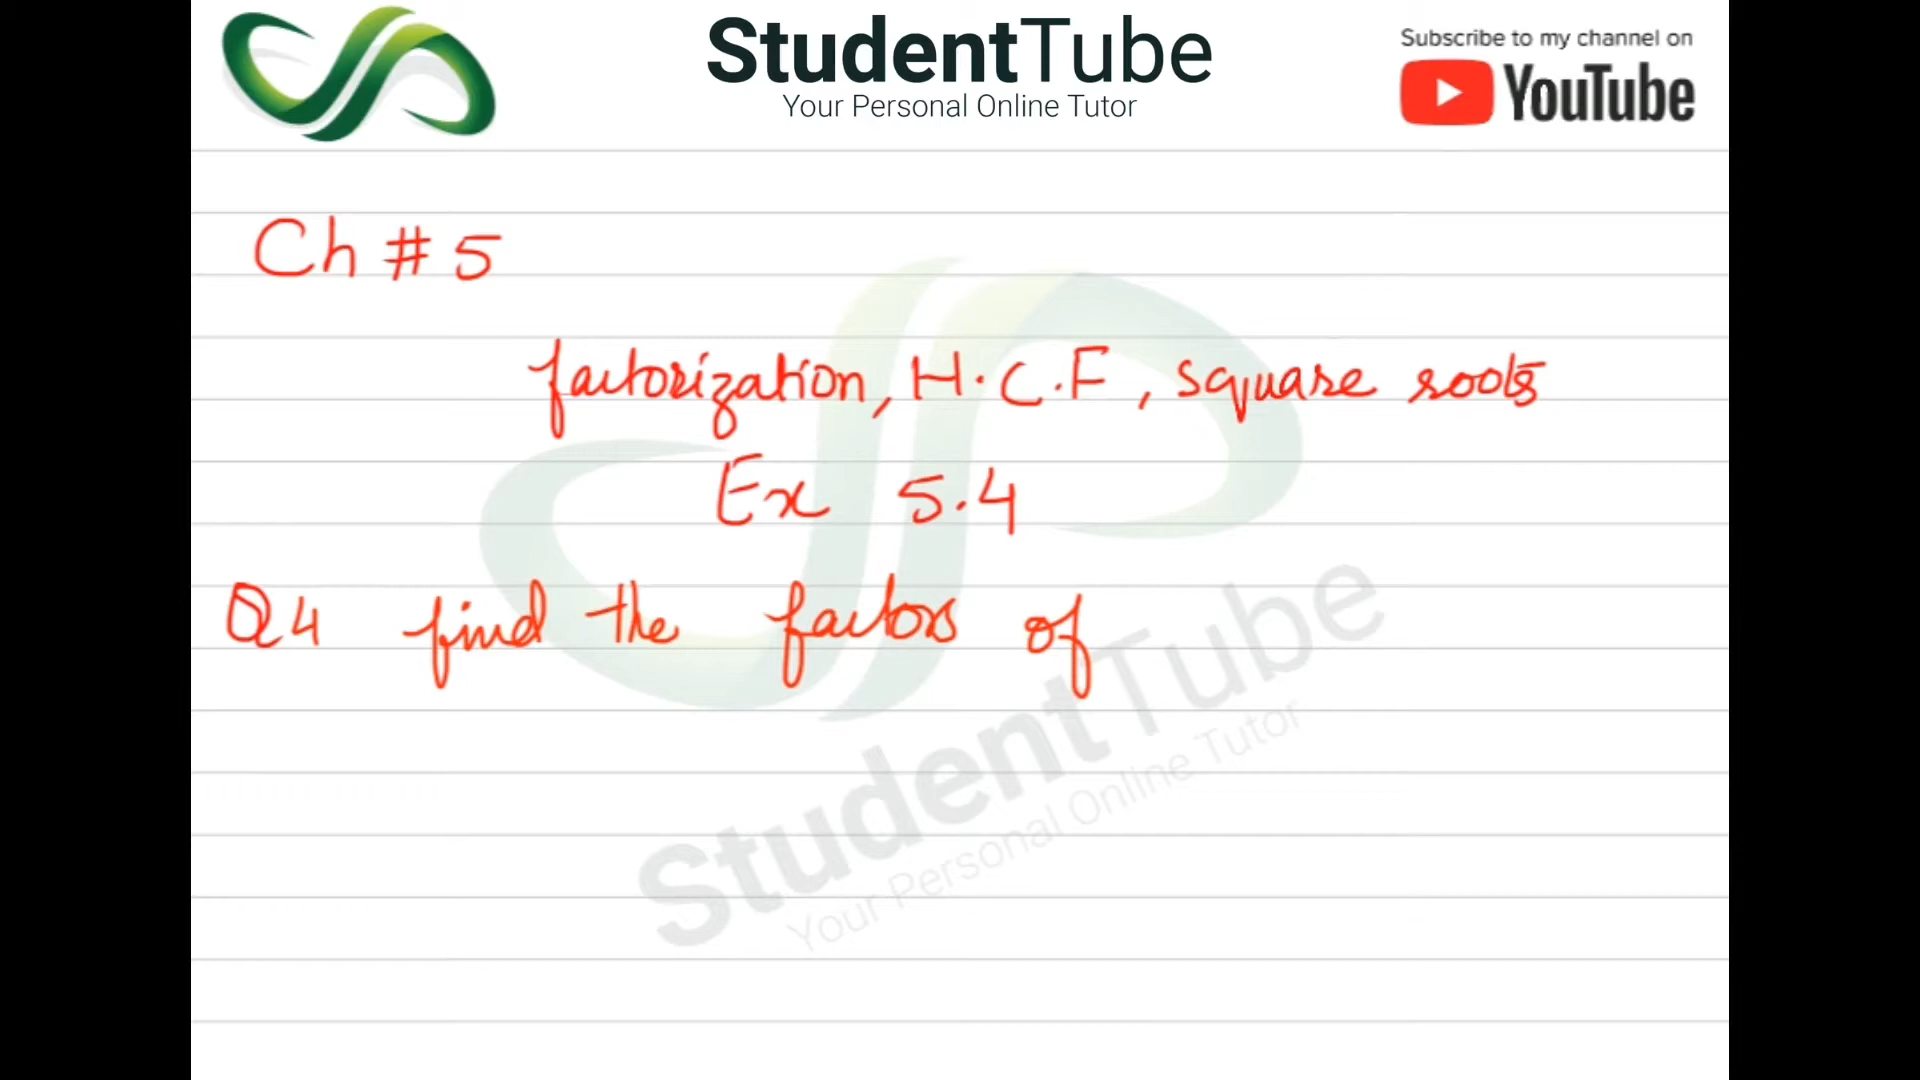 StudentTube
Your Personal Online Tutor
Subscribe to my channel on
YouTube
Ch # 5
factorization, H.C.F, square roots
Ex 5.4
Q4 find the factors of
StudentTube
Your Personal Online Tutor